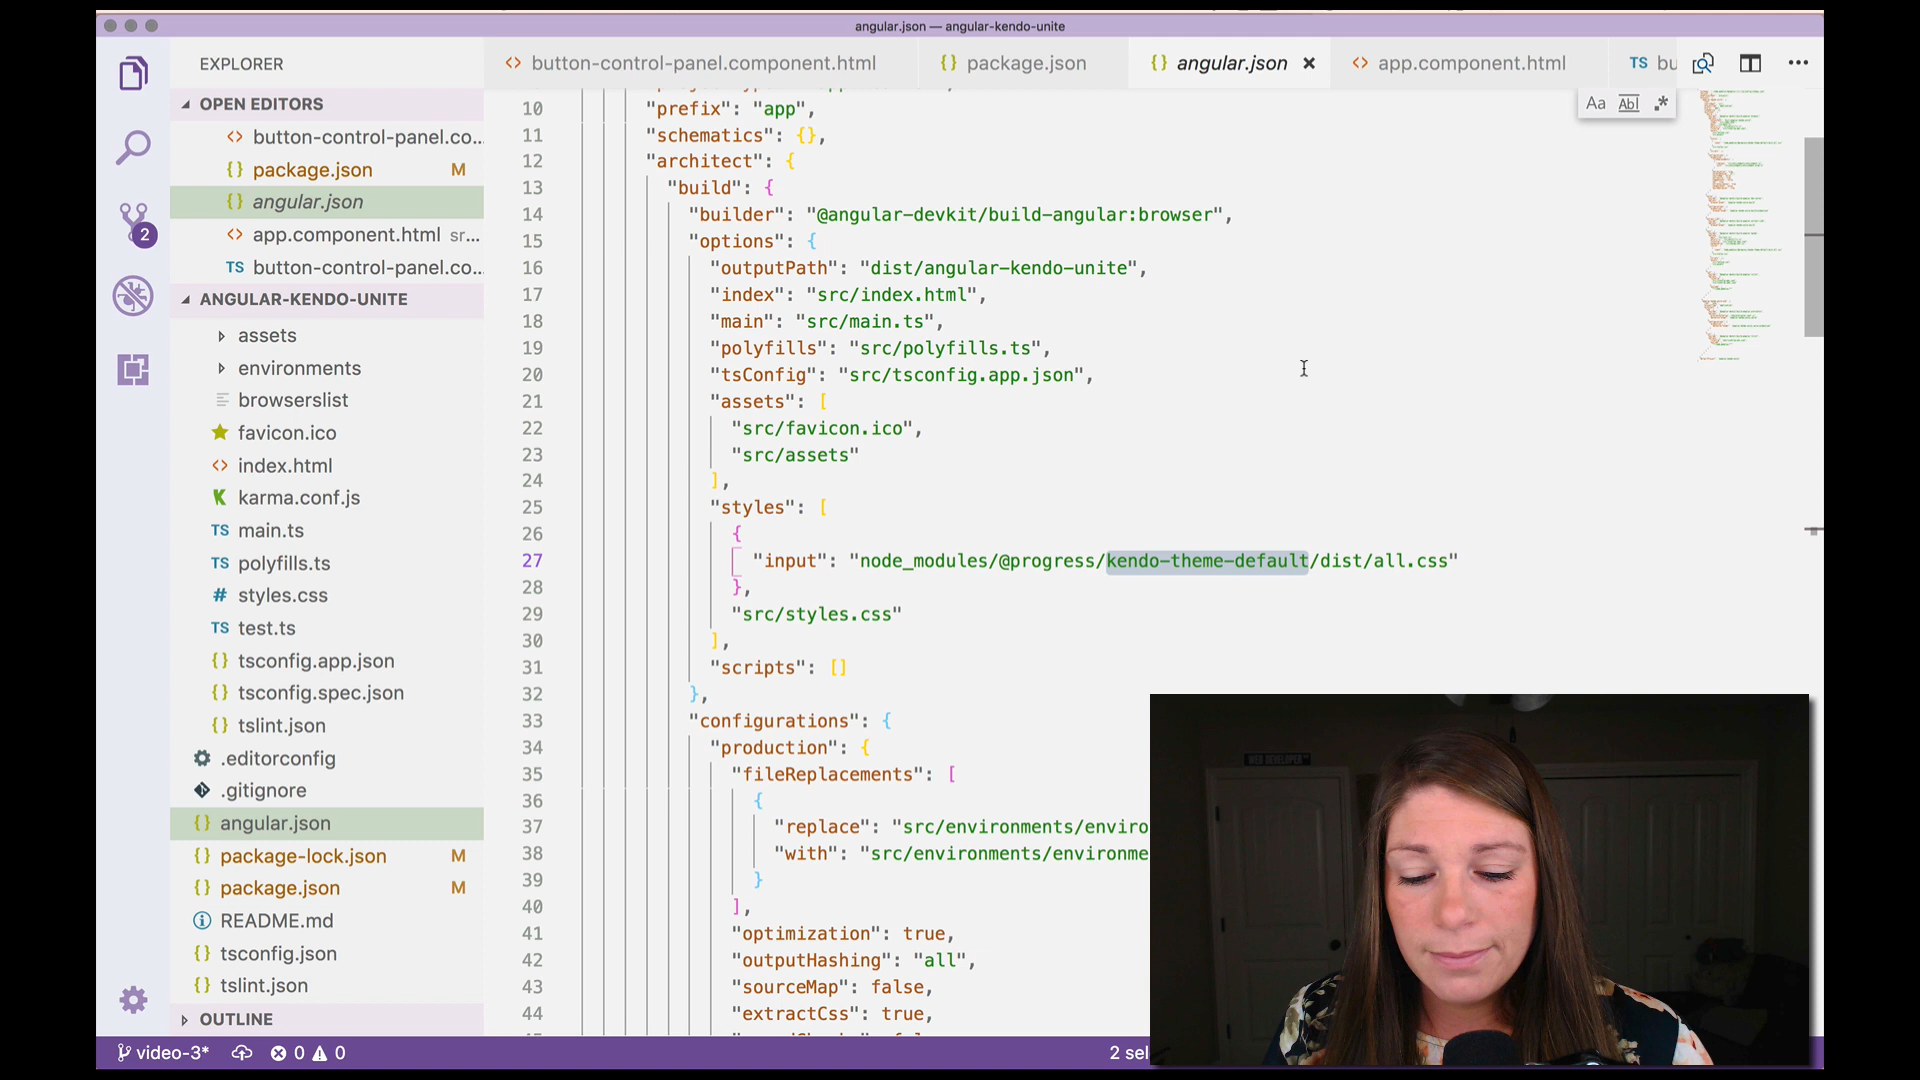 angular.json — angular-kendo-unite
EXPLORER
button-control-panel.component.html
package.json
angular.json
app.component.html
TS bu
Aa Abl .*
OPEN EDITORS
button-control-panel.co...
package.json M
angular.json
app.component.html sr...
TS button-control-panel.co...
2
ANGULAR-KENDO-UNITE
assets
environments
browserslist
favicon.ico
index.html
karma.conf.js
TS main.ts
TS polyfills.ts
# styles.css
TS test.ts
{} tsconfig.app.json
{} tsconfig.spec.json
{} tslint.json
.editorconfig
.gitignore
{} angular.json
{} package-lock.json M
{} package.json M
README.md
{} tsconfig.json
{} tslint.json
OUTLINE
10 "prefix": "app",
11 "schematics": {},
12 "architect": {
13 "build": {
14 "builder": "@angular-devkit/build-angular:browser",
15 "options": {
16 "outputPath": "dist/angular-kendo-unite",
17 "index": "src/index.html",
18 "main": "src/main.ts",
19 "polyfills": "src/polyfills.ts",
20 "tsConfig": "src/tsconfig.app.json",
21 "assets": [
22 "src/favicon.ico",
23 "src/assets"
24 ],
25 "styles": [
26 {
27 "input": "node_modules/@progress/kendo-theme-default/dist/all.css"
28 },
29 "src/styles.css"
30 ],
31 "scripts": []
32 },
33 "configurations": {
34 "production": {
35 "fileReplacements": [
36 {
37 "replace": "src/environments/enviro
38 "with": "src/environments/environme
39 }
40 ],
41 "optimization": true,
42 "outputHashing": "all",
43 "sourceMap": false,
44 "extractCss": true,
WEB DEVELOPER
video-3* 0 0
2 sel